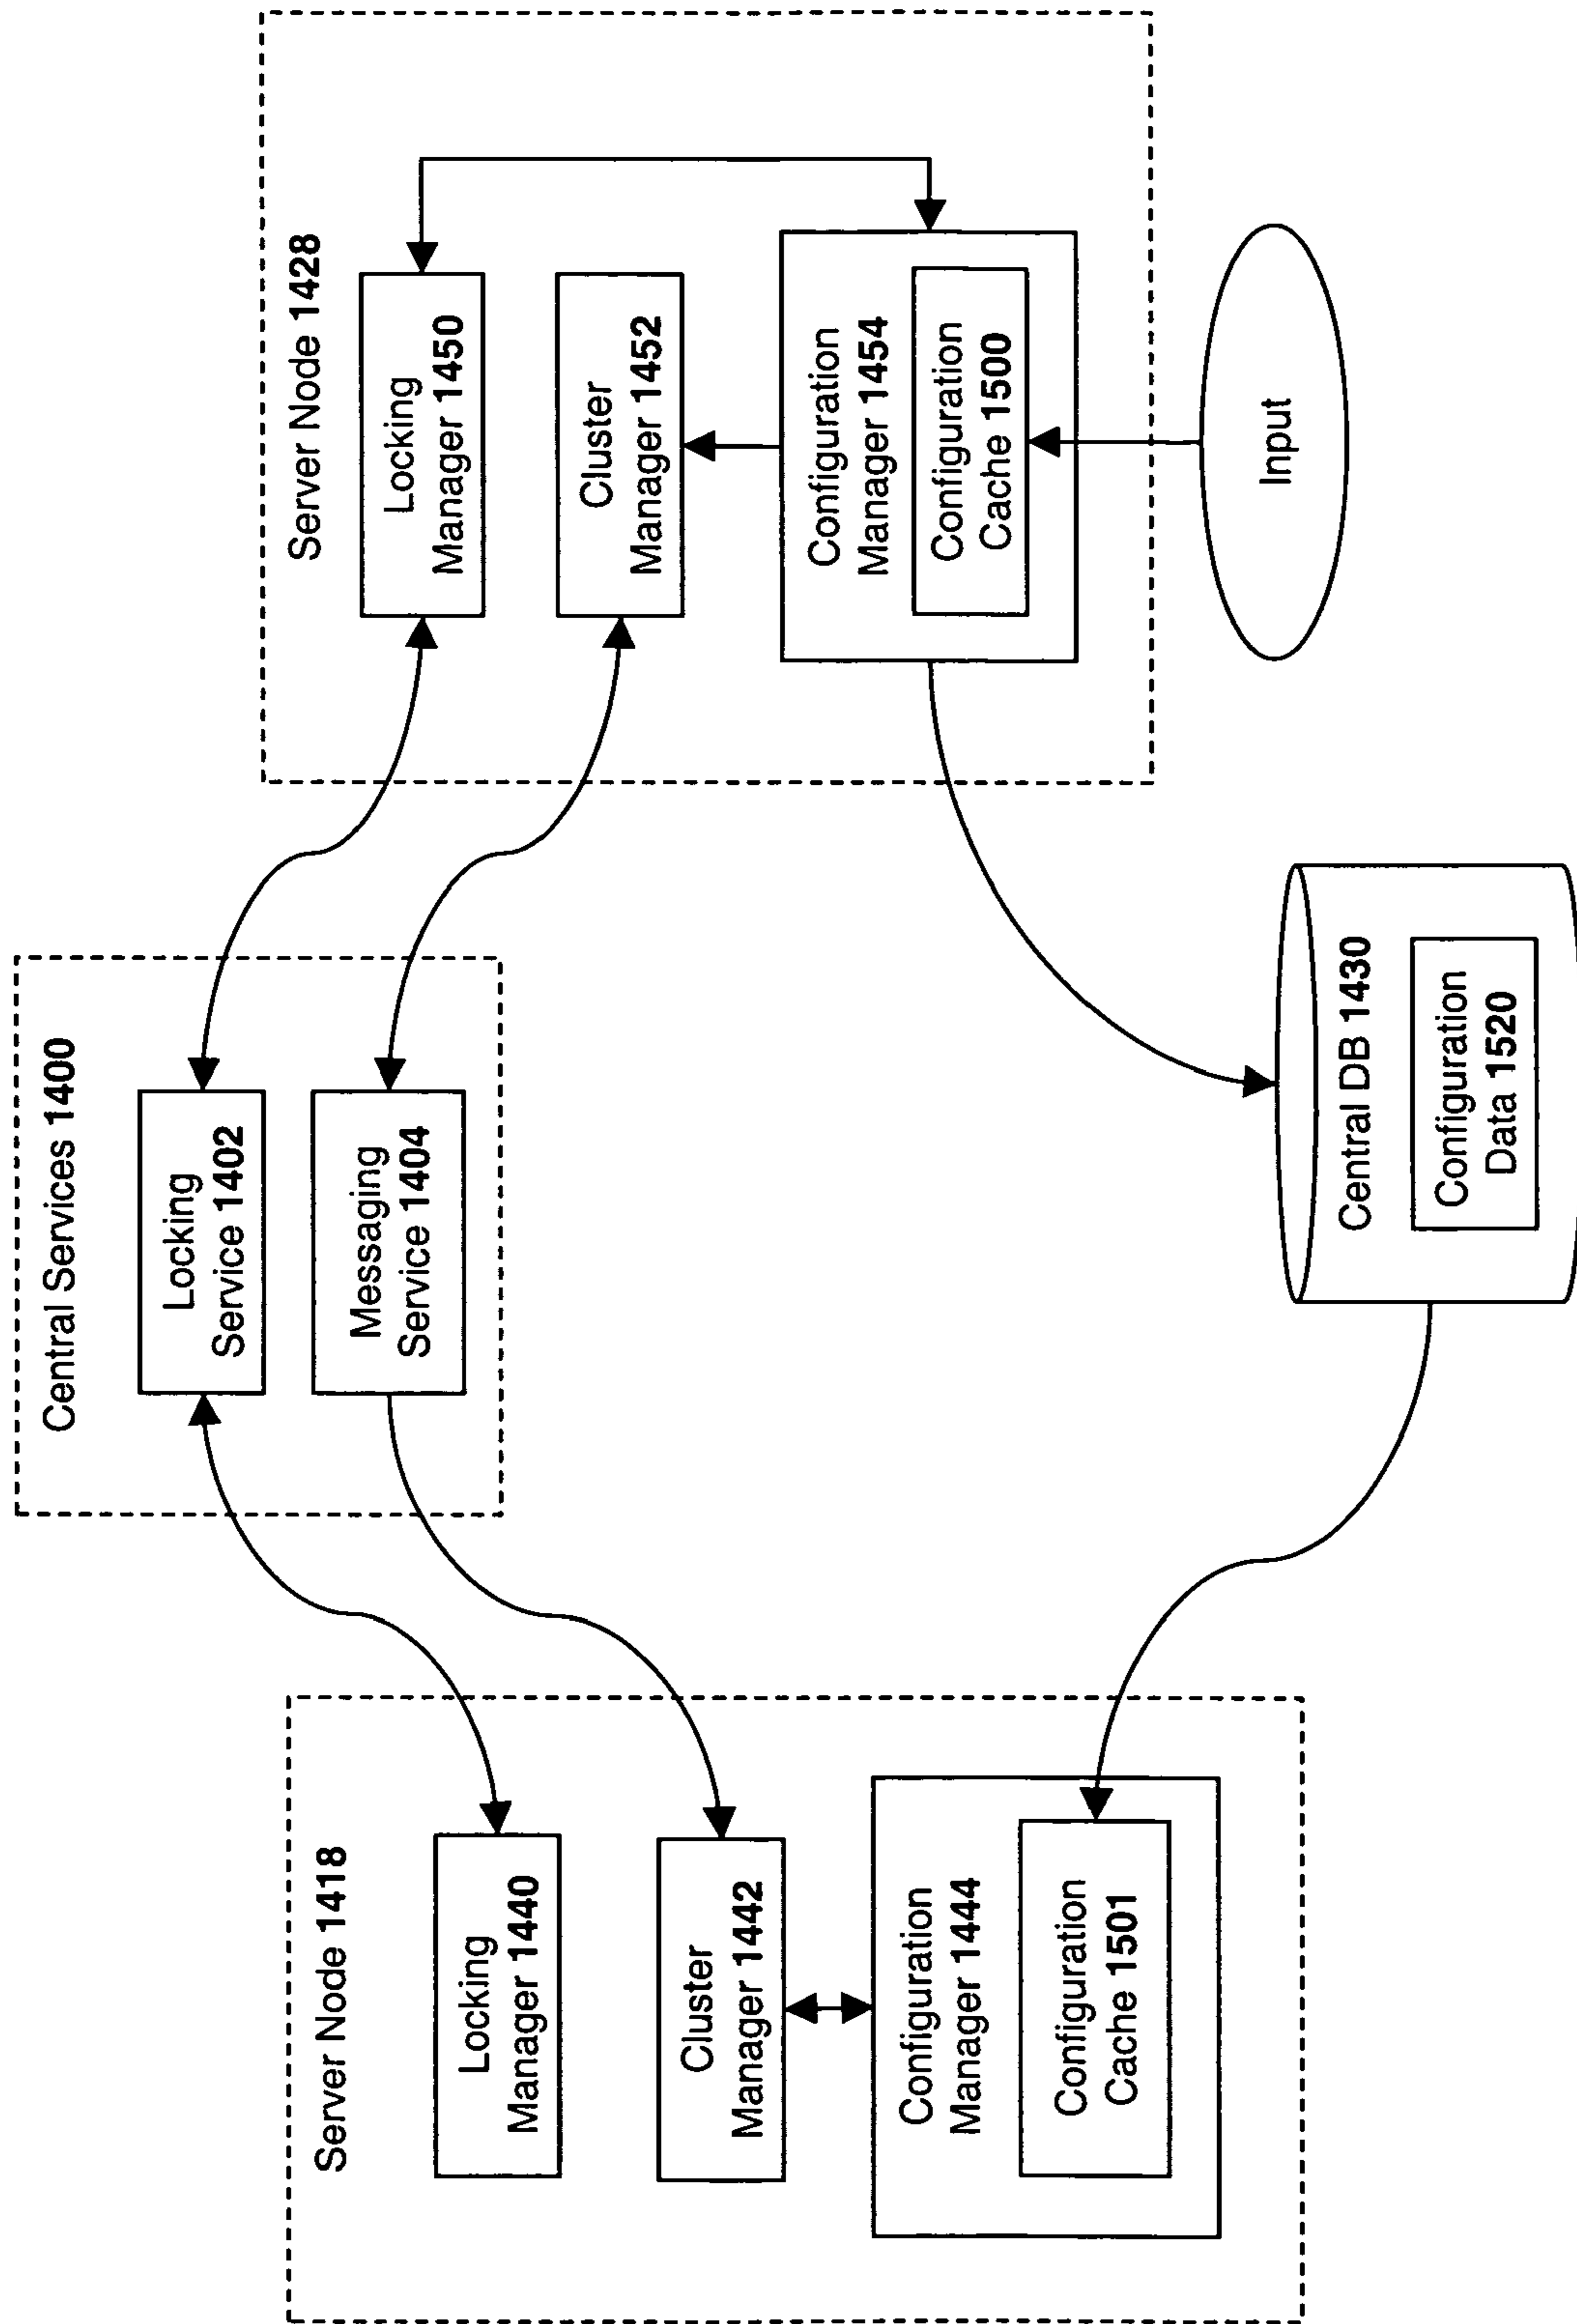 Server Node 1418
Locking
Manager 1440
Cluster
Manager 1442
Configuration
Manager 1444
Configuration
Cache 1501
Central Services 1400
Locking
Service 1402
Messaging
Service 1404
Central DB 1430
Configuration
Data 1520
Server Node 1428
Locking
Manager 1450
Cluster
Manager 1452
Configuration
Manager 1454
Configuration
Cache 1500
Input